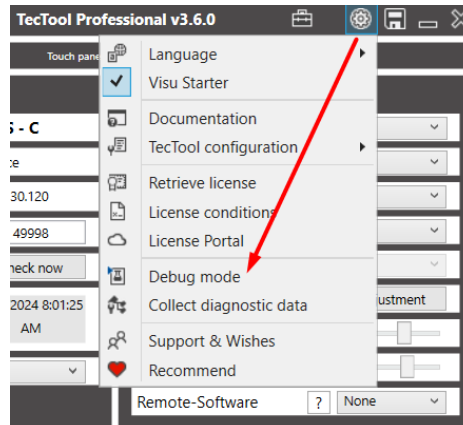 TecTool Professional v3.6.0
Touch pane
Language
Visu Starter
- C
Documentation
TecTool configuration
30.120
Retrieve license
49998
License conditions
License Portal
heck now
Debug mode
2024 8:01:25
AM
Collect diagnostic data
ustment
Support & Wishes
Recommend
Remote-Software
?
None